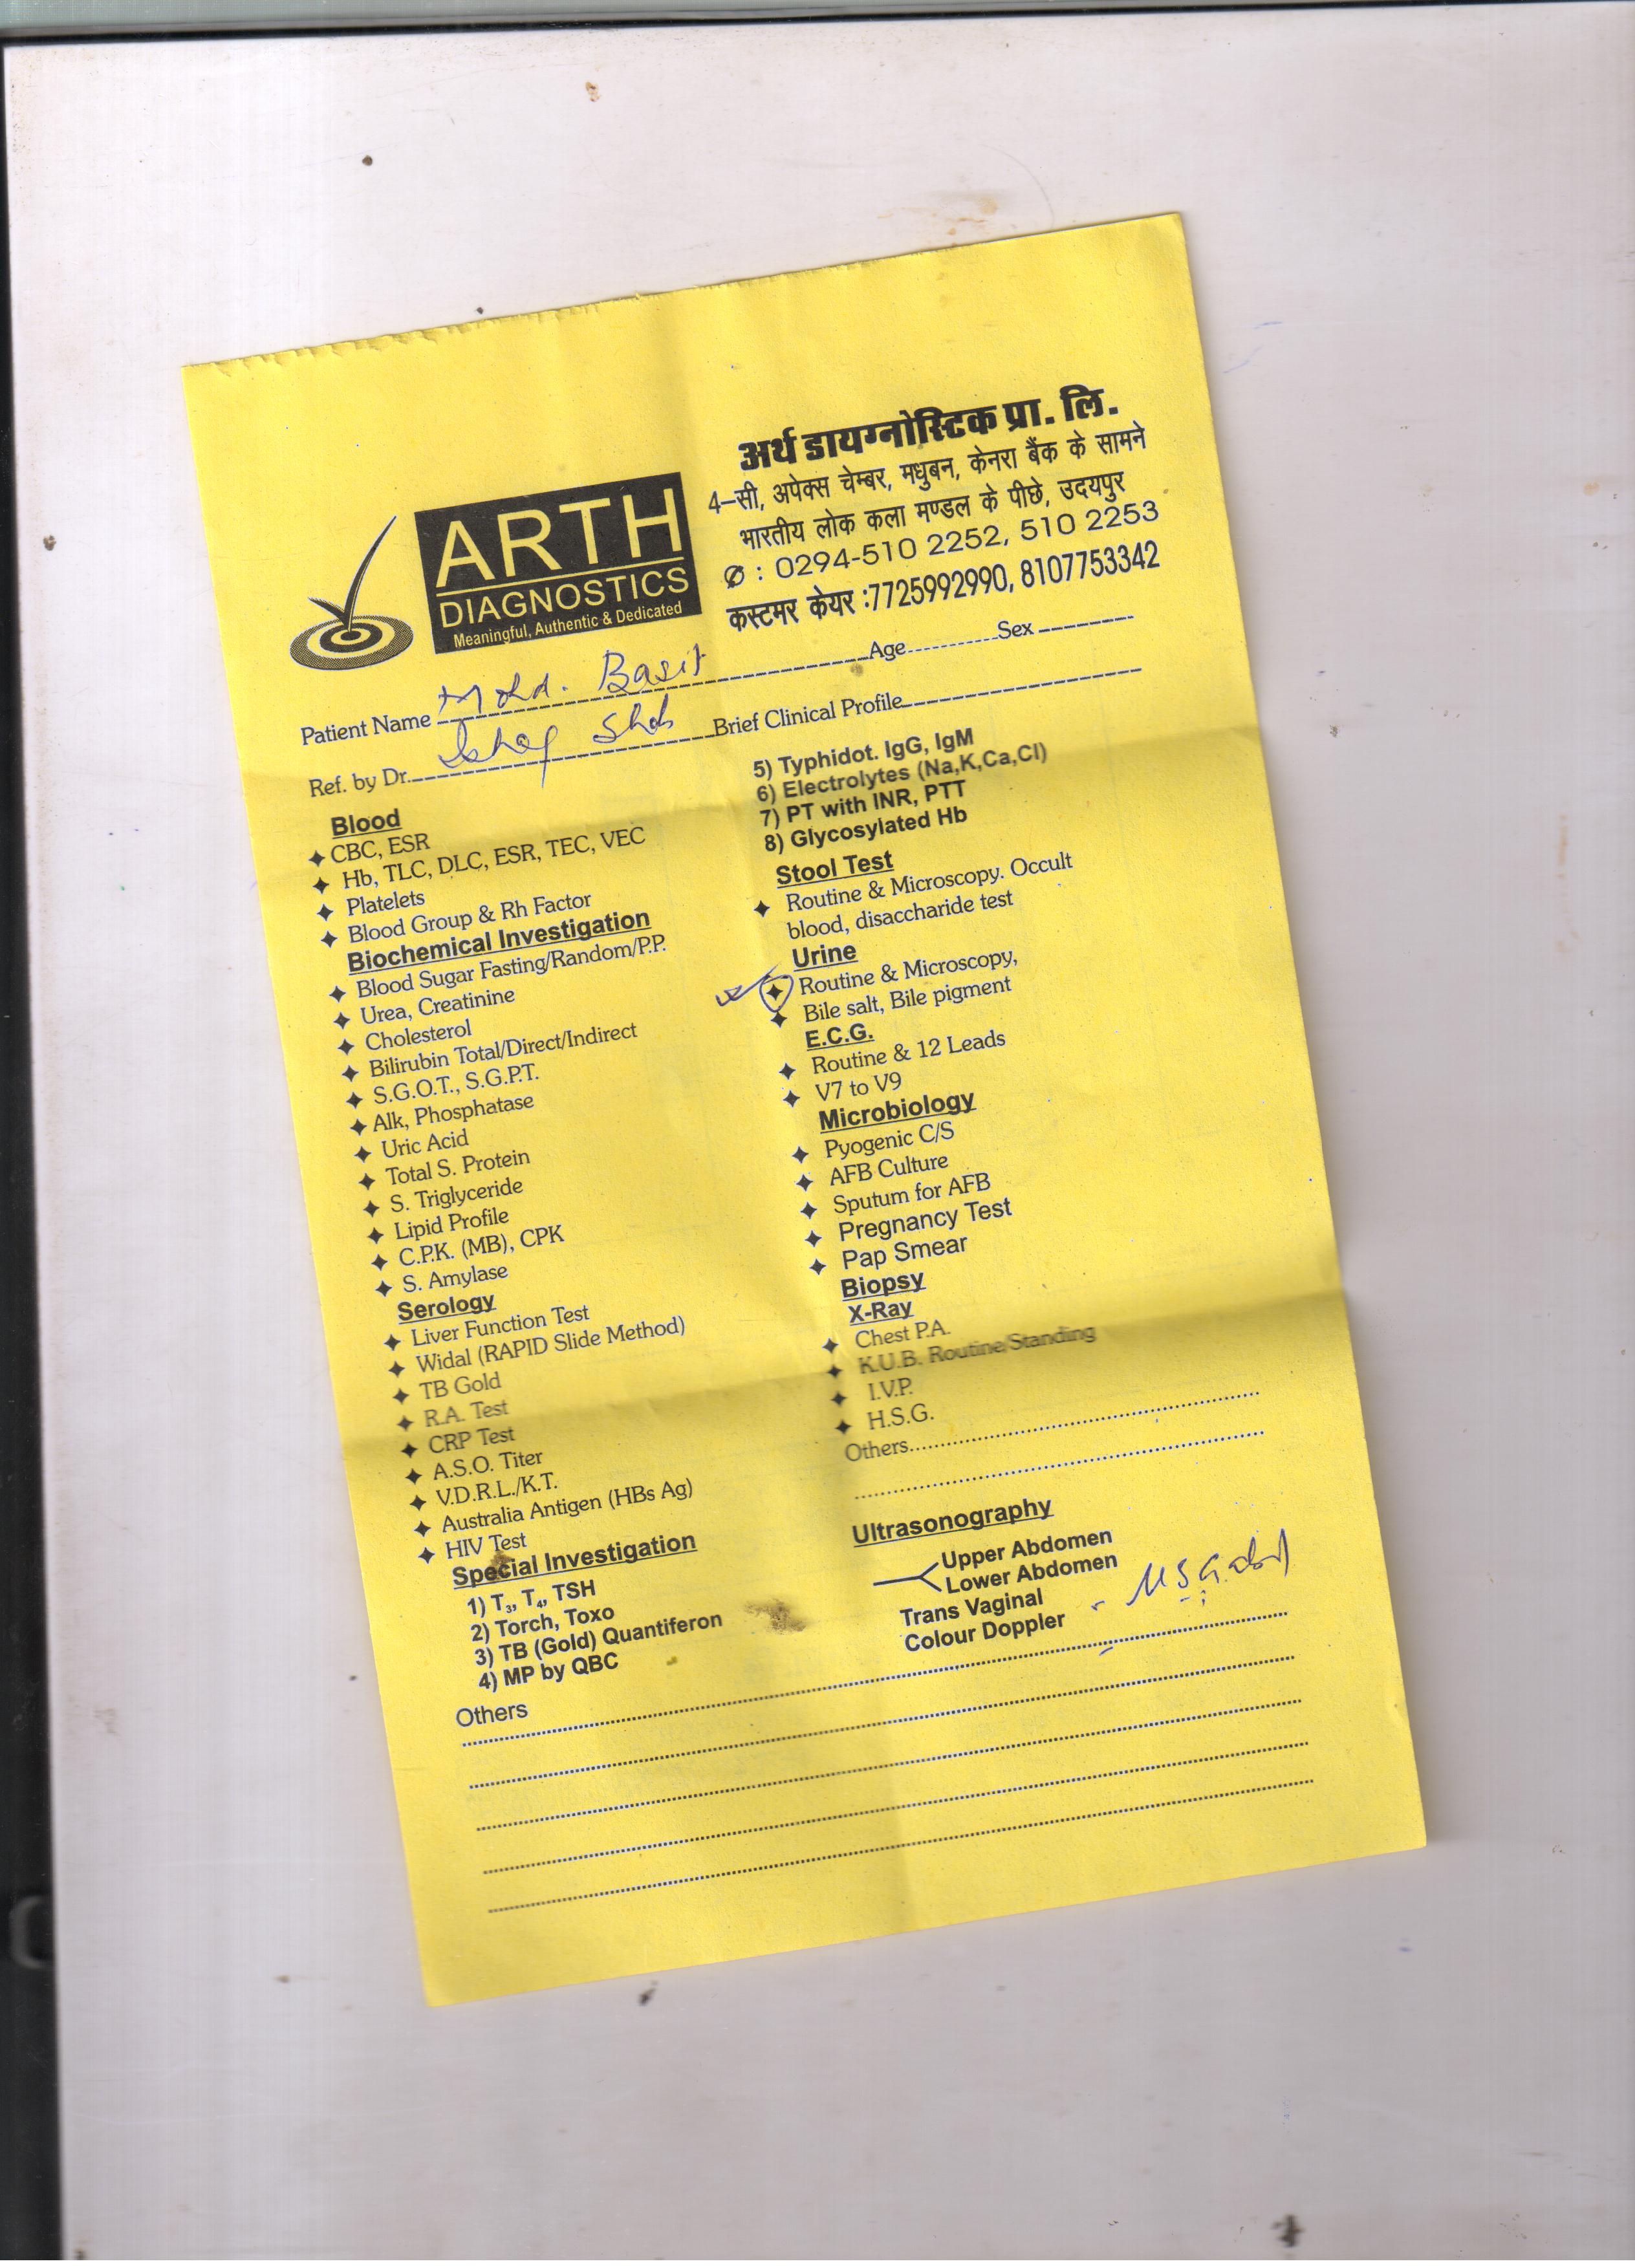 अर्थ डायग्नोस्टिक प्रा. लि.
4-सी, अपेक्स चेम्बर, मधुबन, केनरा बैंक के सामने
भारतीय लोक कला मण्डल के पीछे, उदयपुर
: 0294-510 2252, 510 2253
कस्टमर केयर :7725992990, 8107753342
ARTH
DIAGNOSTICS
Meaningful, Authentic & Dedicated
Patient Name Mohd. Basit Age Sex
Ref. by Dr. Brief Clinical Profile
Blood
CBC, ESR
Hb, TLC, DLC, ESR, TEC, VEC
Platelets
Blood Group & Rh Factor
Biochemical Investigation
Blood Sugar Fasting/Random/P.P.
Urea, Creatinine
Cholesterol
Bilirubin Total/Direct/Indirect
S.G.O.T., S.G.P.T.
Alk, Phosphatase
Uric Acid
Total S. Protein
S. Triglyceride
Lipid Profile
C.P.K. (MB), CPK
S. Amylase
Serology
Liver Function Test
Widal (RAPID Slide Method)
TB Gold
R.A. Test
CRP Test
A.S.O. Titer
V.D.R.L./K.T.
Australia Antigen (HBs Ag)
HIV Test
Special Investigation
1) T₃, T₄, TSH
2) Torch, Toxo
3) TB (Gold) Quantiferon
4) MP by QBC
5) Typhidot. IgG, IgM
6) Electrolytes (Na,K,Ca,Cl)
7) PT with INR, PTT
8) Glycosylated Hb
Stool Test
Routine & Microscopy. Occult
blood, disaccharide test
Urine
Routine & Microscopy,
Bile salt, Bile pigment
E.C.G.
Routine & 12 Leads
V7 to V9
Microbiology
Pyogenic C/S
AFB Culture
Sputum for AFB
Pregnancy Test
Pap Smear
Biopsy
X-Ray
Chest P.A.
K.U.B. Routine/Standing
I.V.P.
H.S.G.
Others
Ultrasonography
Upper Abdomen
Lower Abdomen
Trans Vaginal
Colour Doppler - USG abd
Others